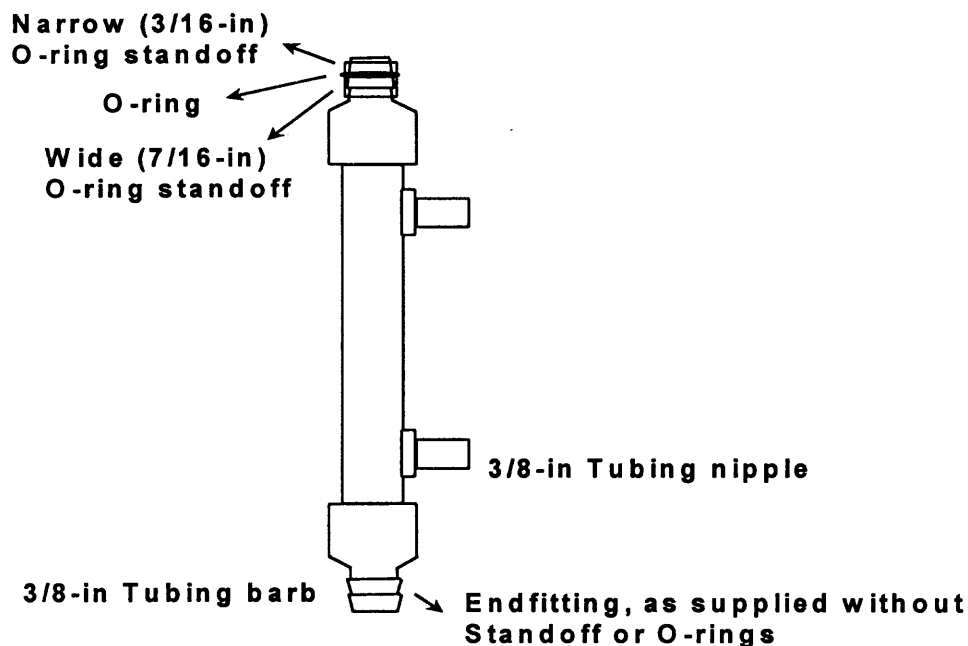 Narrow (3/16-in)
O-ring standoff
O-ring
Wide (7/16-in)
O-ring standoff
3/8-in Tubing nipple
3/8-in Tubing barb
Endfitting, as supplied without
Standoff or O-rings